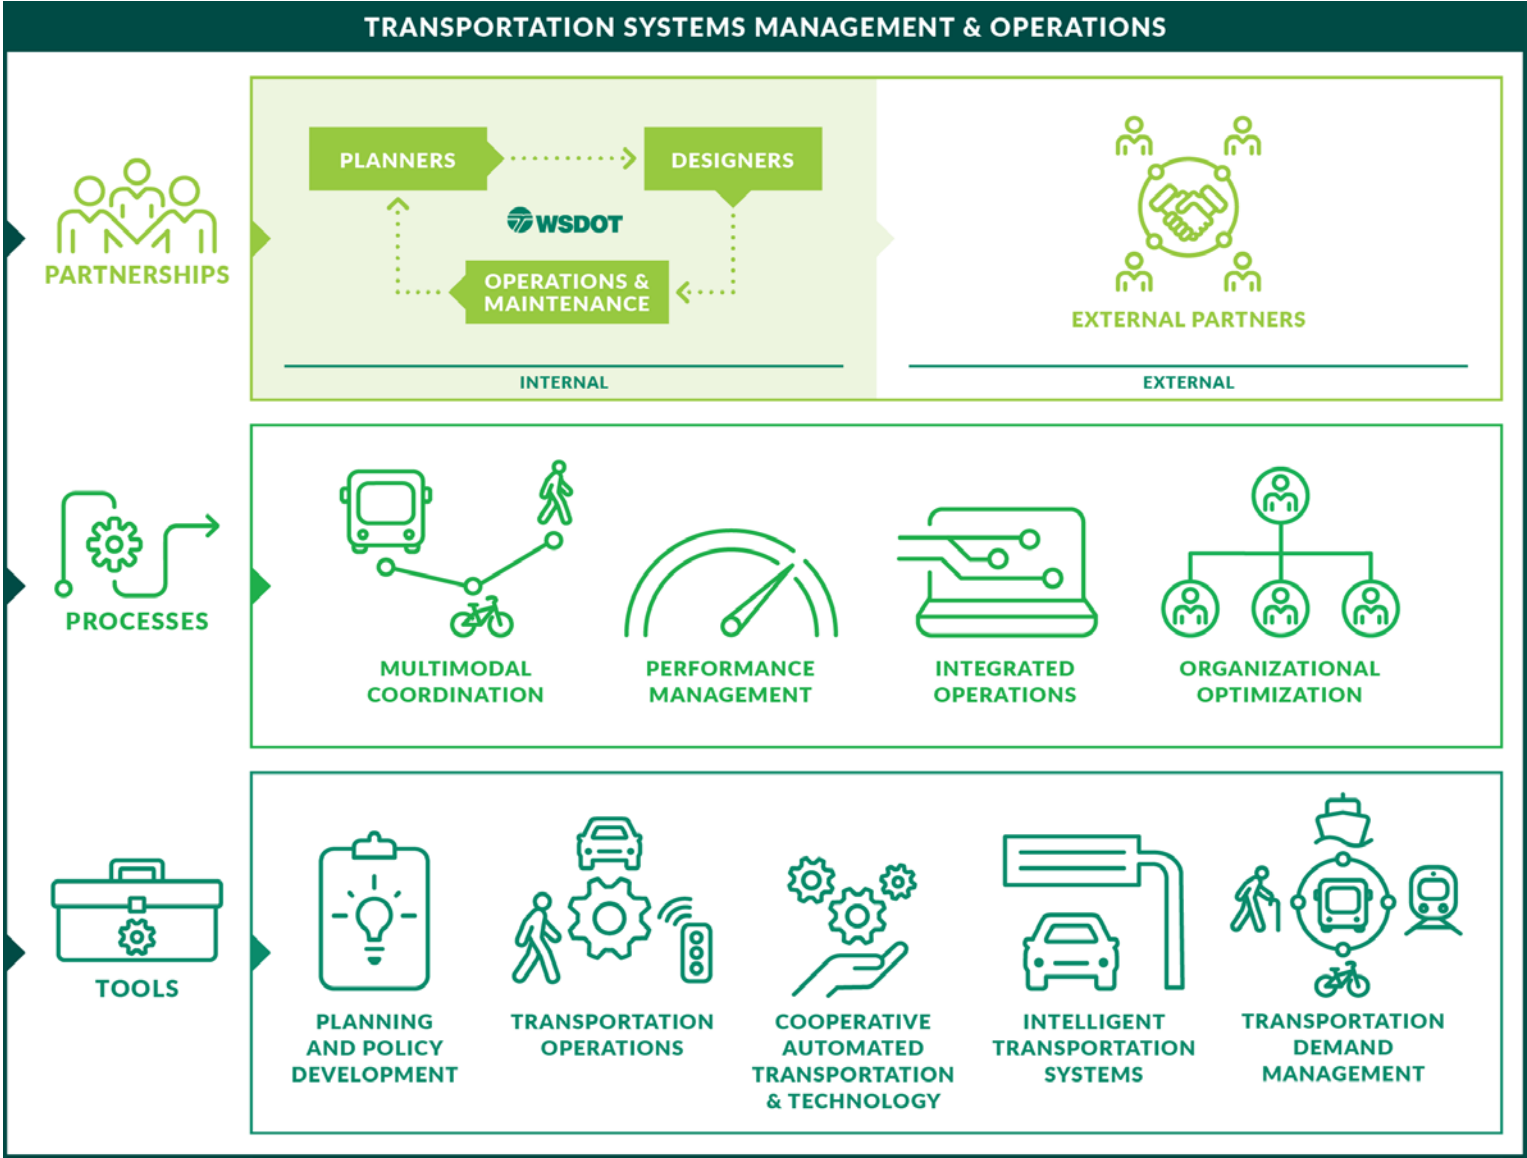 TRANSPORTATION SYSTEMS MANAGEMENT & OPERATIONS
PARTNERSHIPS
PLANNERS
DESIGNERS
WSDOT
OPERATIONS &
MAINTENANCE
INTERNAL
EXTERNAL PARTNERS
EXTERNAL
PROCESSES
MULTIMODAL
COORDINATION
PERFORMANCE
MANAGEMENT
INTEGRATED
OPERATIONS
ORGANIZATIONAL
OPTIMIZATION
TOOLS
PLANNING
AND POLICY
DEVELOPMENT
TRANSPORTATION
OPERATIONS
COOPERATIVE
AUTOMATED
TRANSPORTATION
& TECHNOLOGY
INTELLIGENT
TRANSPORTATION
SYSTEMS
TRANSPORTATION
DEMAND
MANAGEMENT